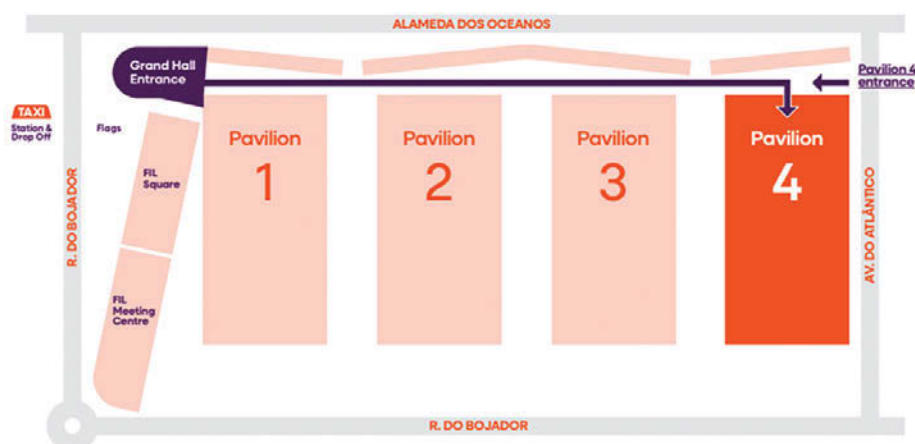 ALAMEDA DOS OCEANOS
Grand Hall
Entrance
Pavilion 4
entrance
TAXI
Station &
Drop Off
Flags
Pavilion
1
Pavilion
2
Pavilion
3
Pavilion
4
FIL
Square
R. DO BOJADOR
AV. DO ATLÂNTICO
FIL
Meeting
Centre
R. DO BOJADOR